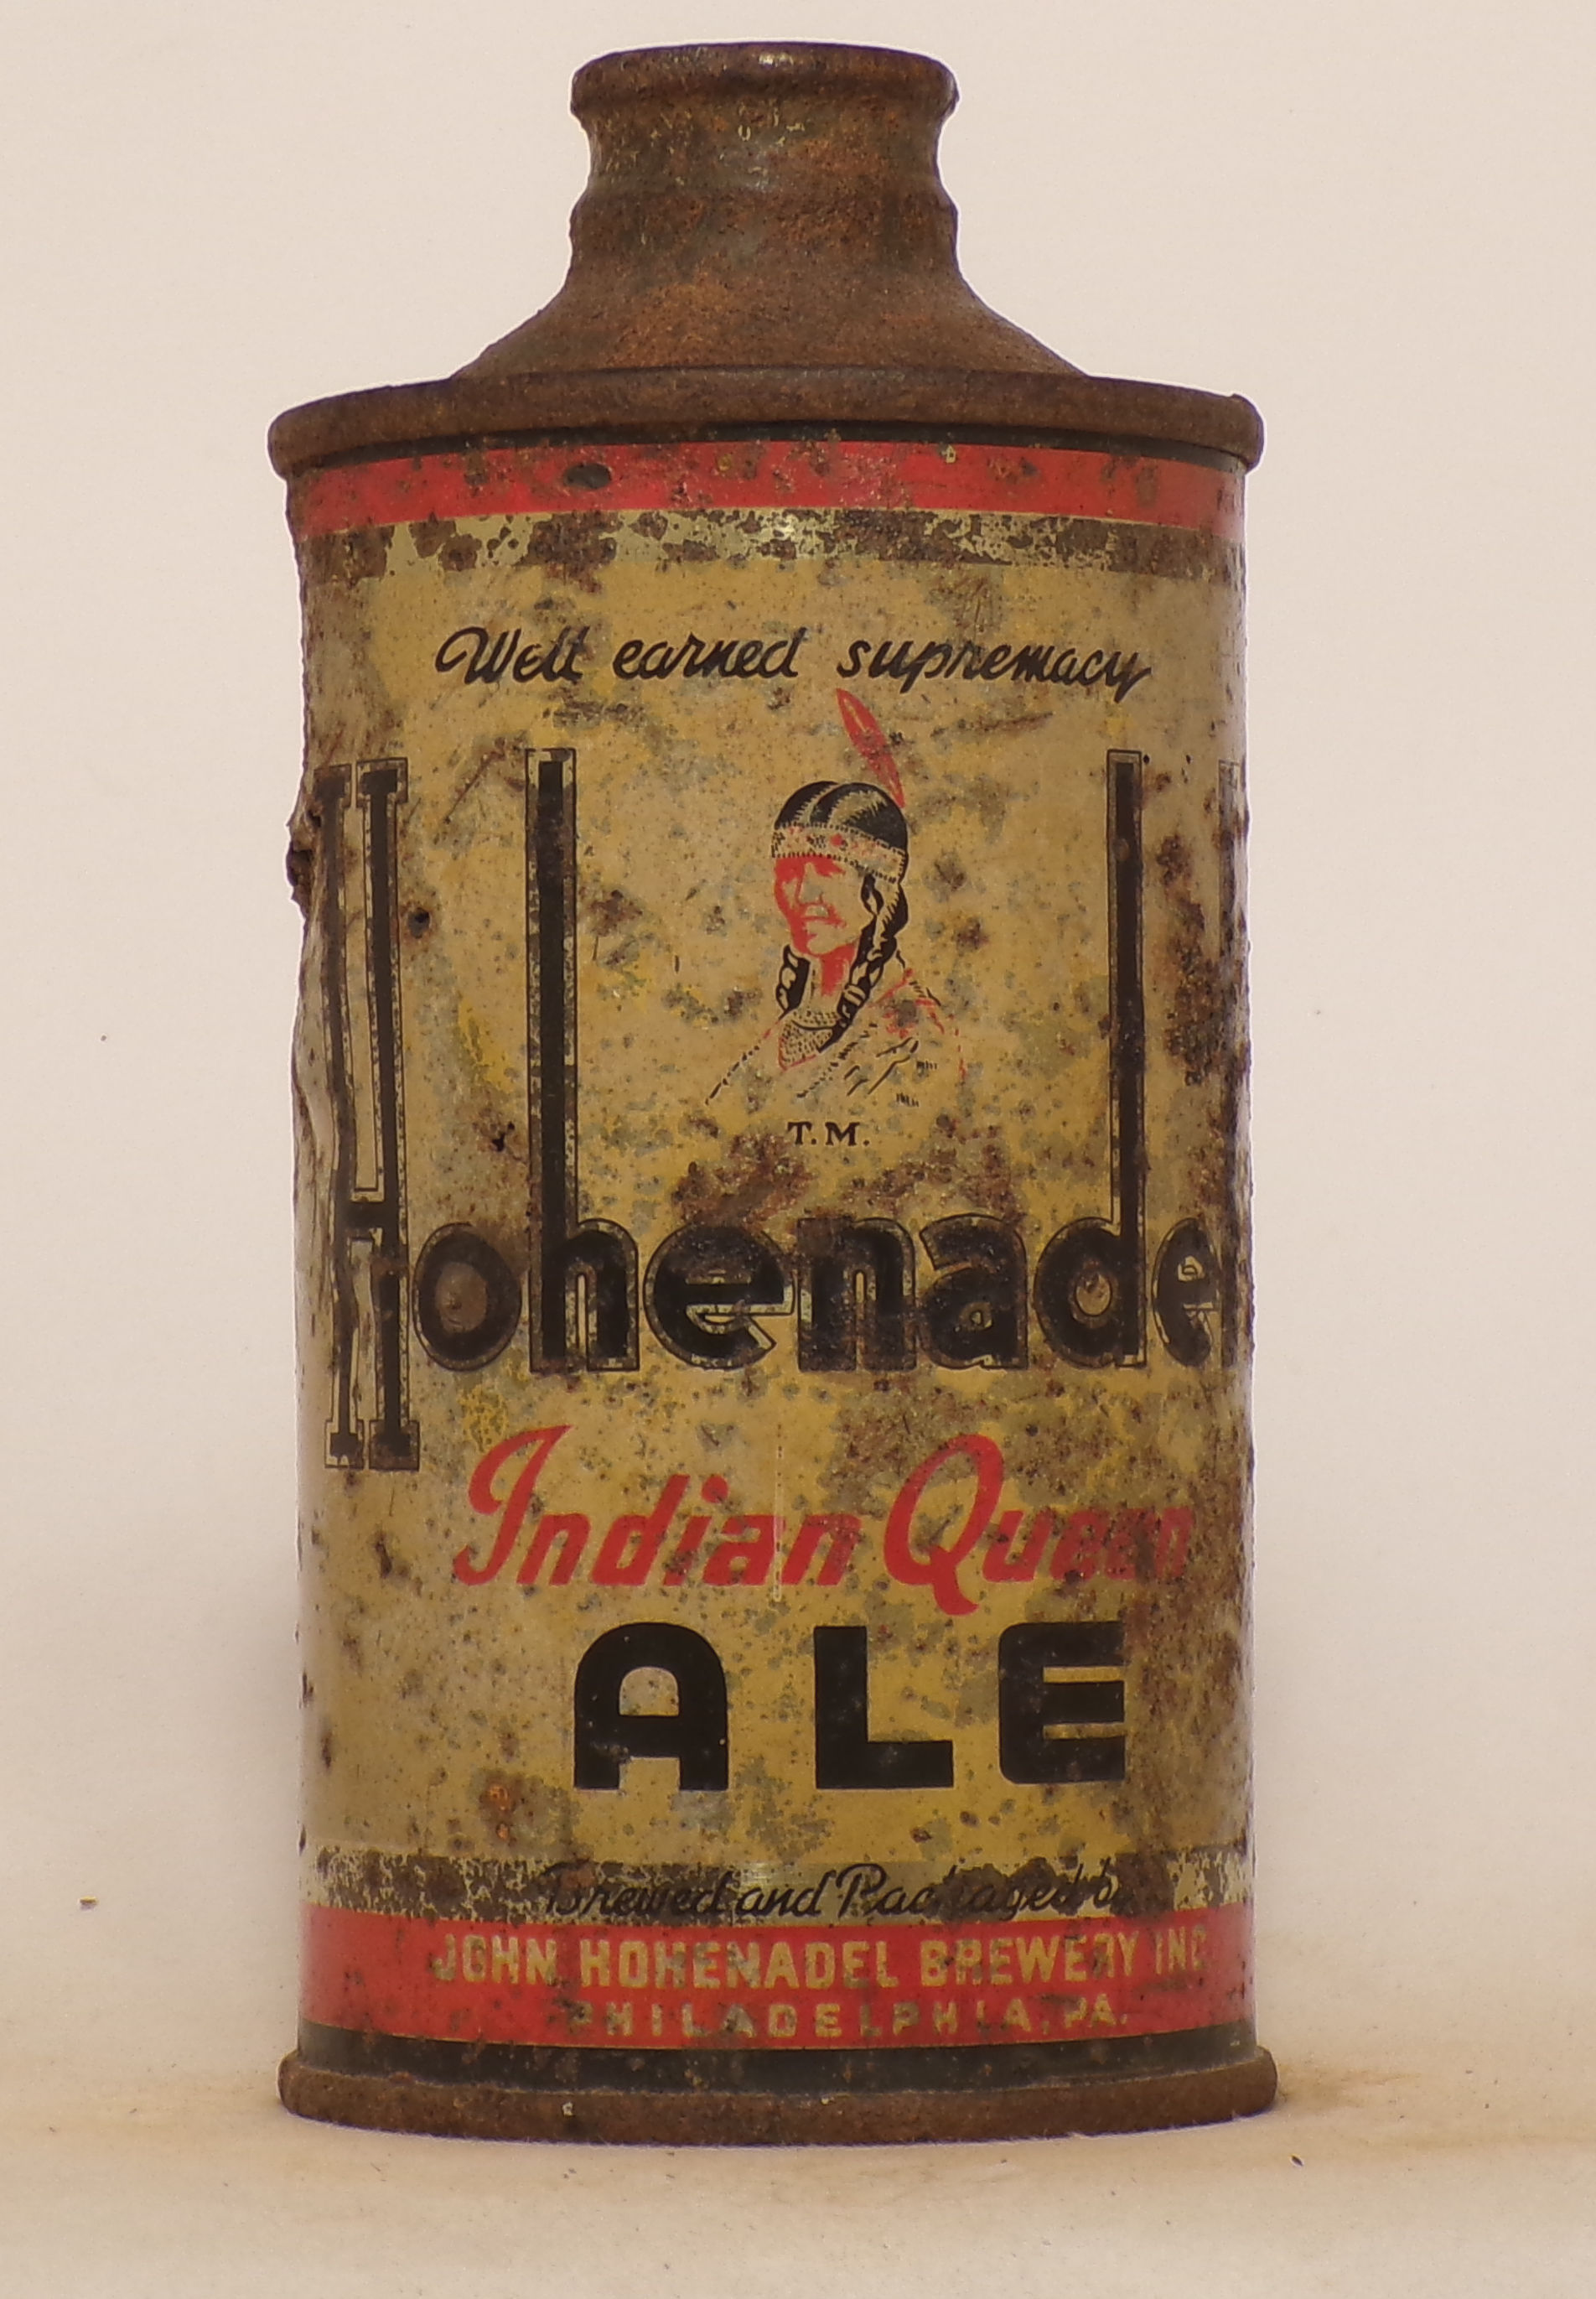 Well earned supremacy
T.M.
Hohenadel
Indian Queen
ALE
Brewed and Packaged by
JOHN HOHENADEL BREWERY INC
PHILADELPHIA, PA.